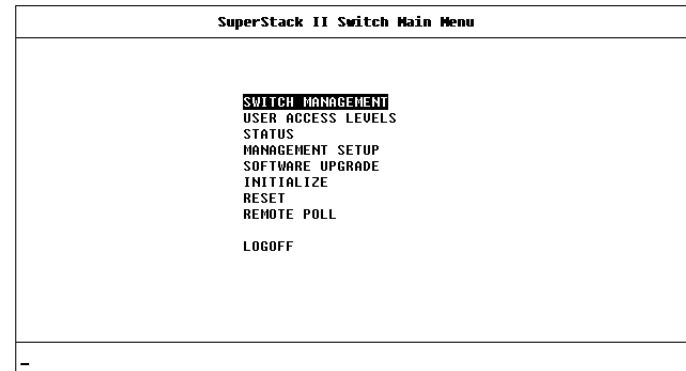 SuperStack II Switch Main Menu
SWITCH MANAGEMENT
USER ACCESS LEVELS
STATUS
MANAGEMENT SETUP
SOFTWARE UPGRADE
INITIALIZE
RESET
REMOTE POLL
LOGOFF